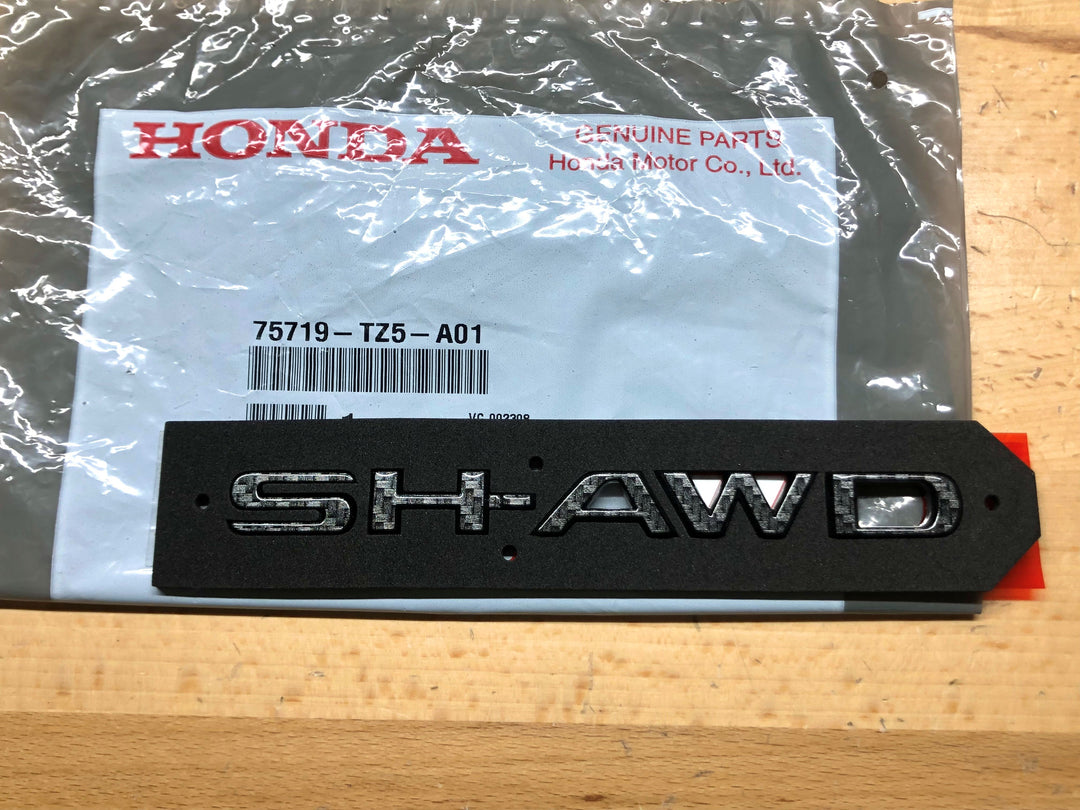 HONDA
GENUINE PARTS
Honda Motor Co., Ltd.
75719-TZ5-A01
SH-AWD